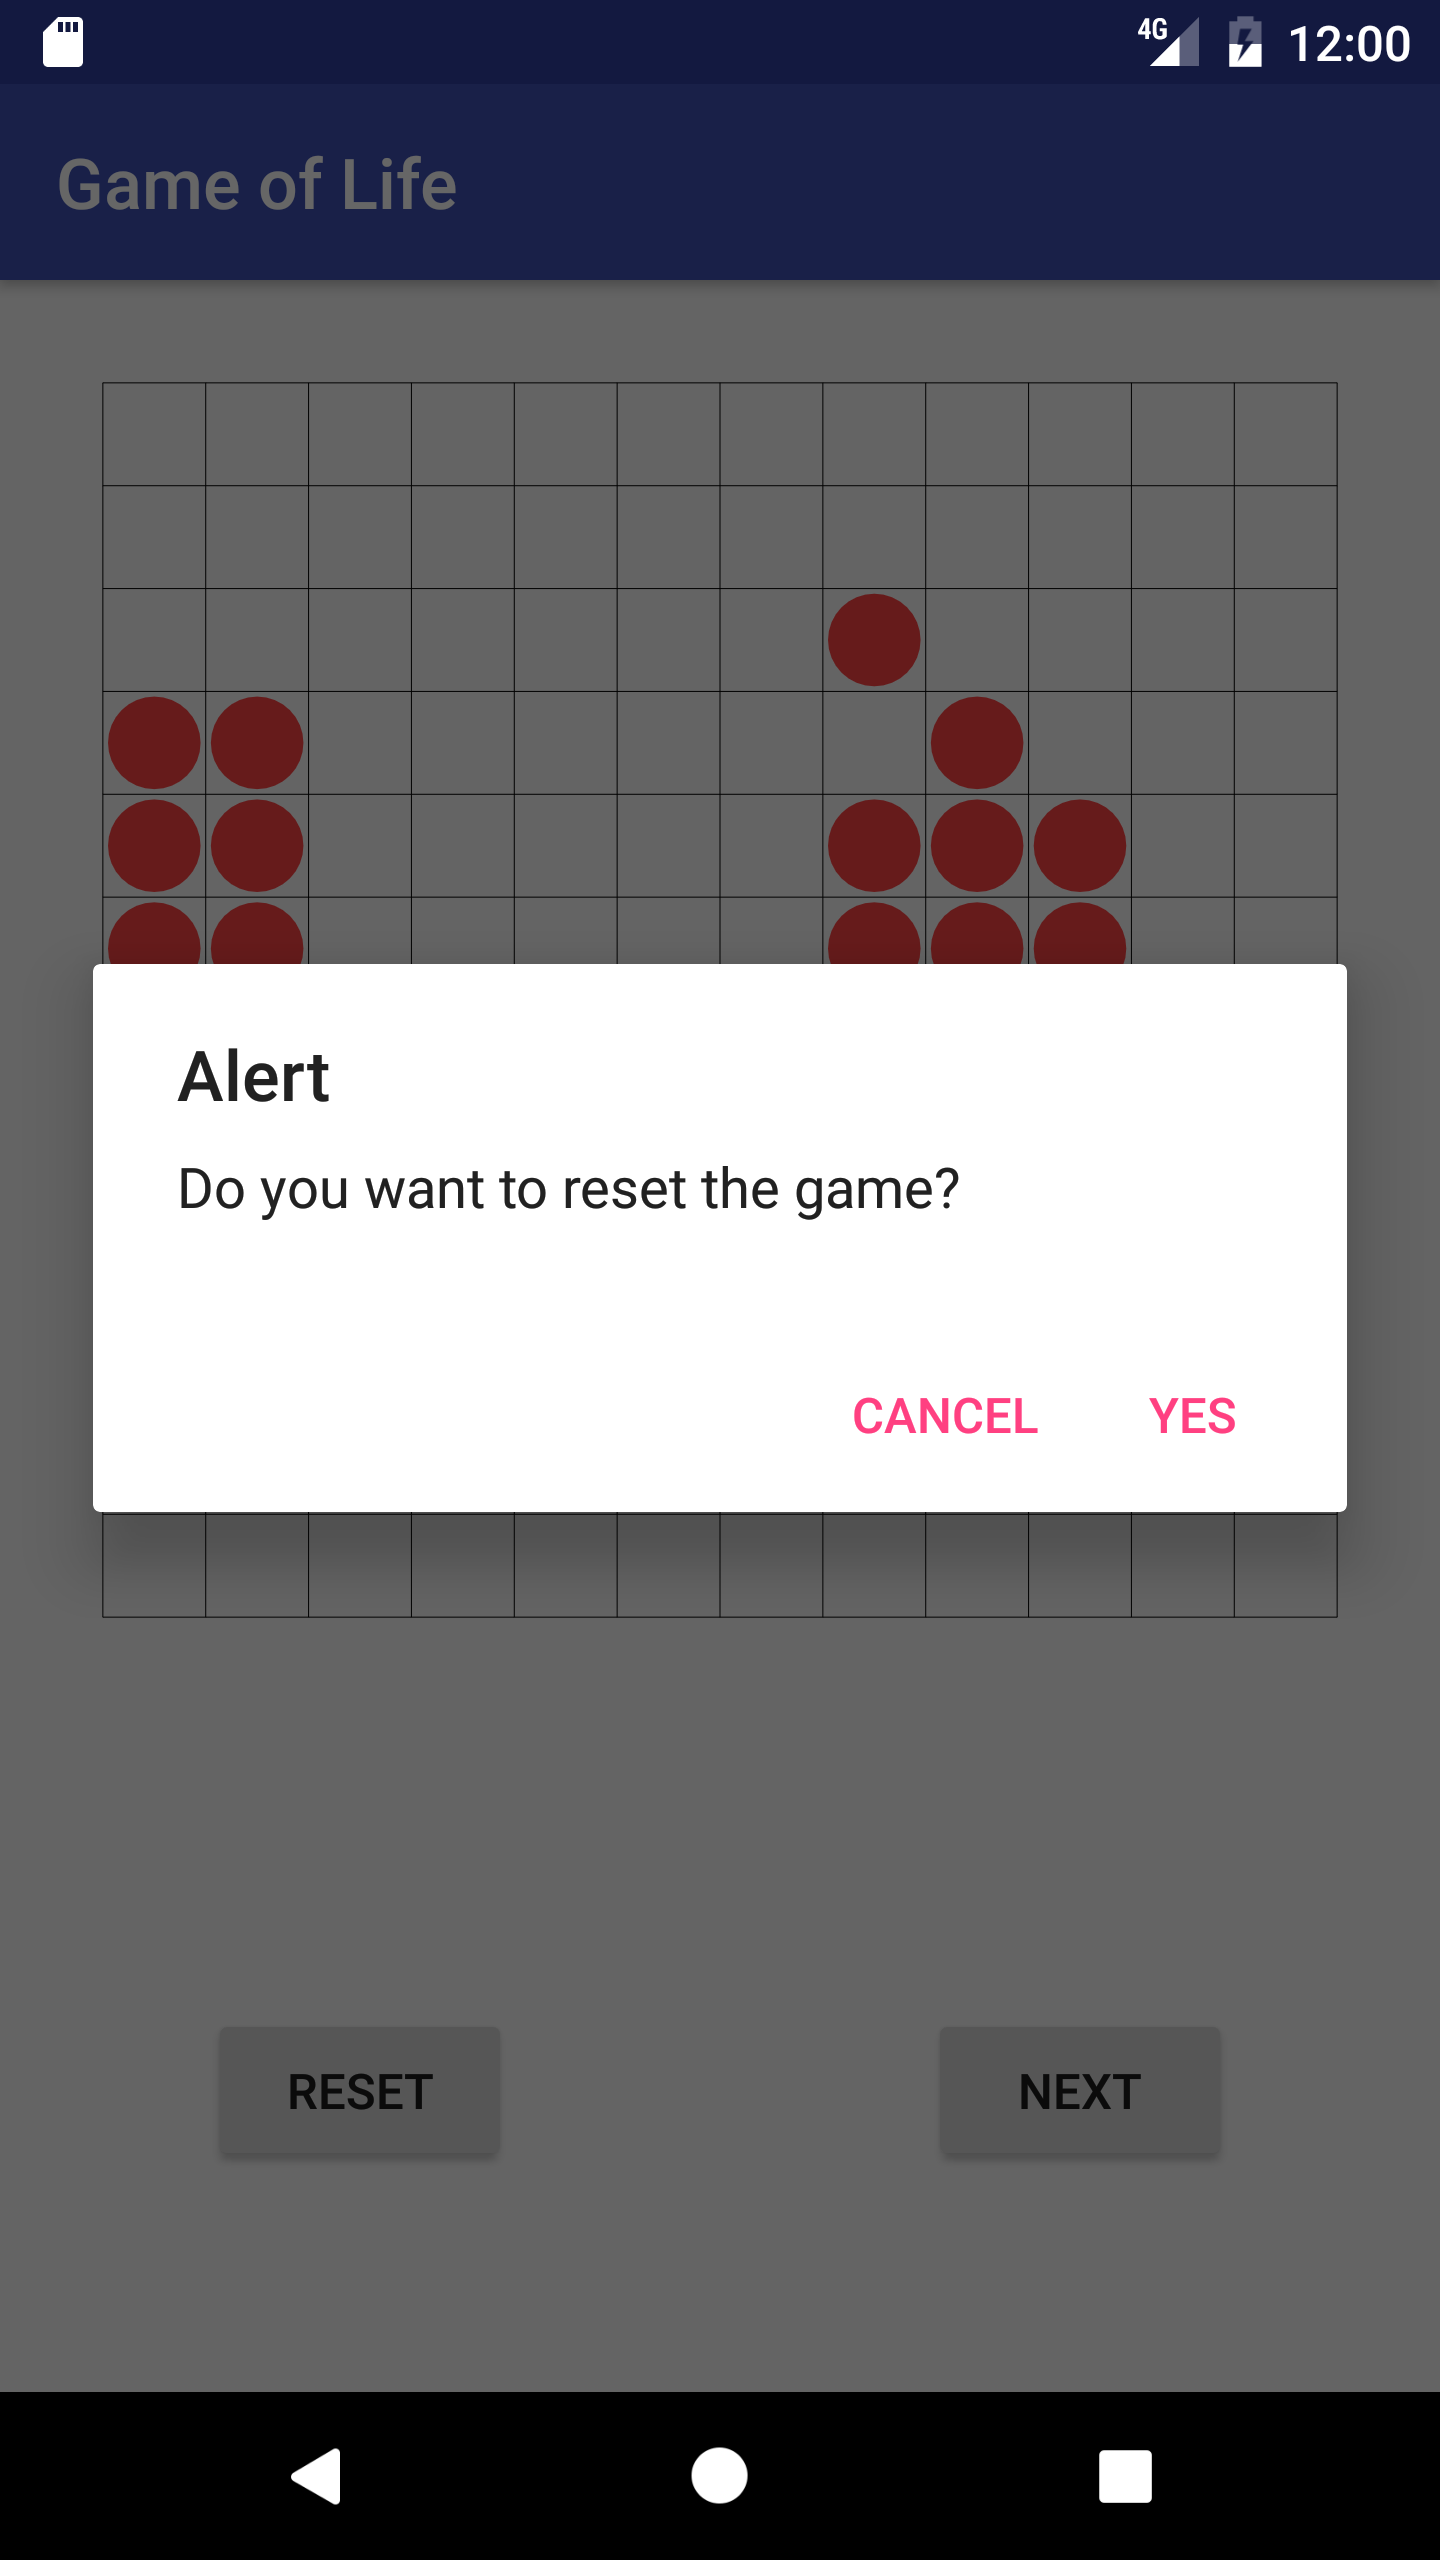 4G 12:00
Game of Life
Alert
Do you want to reset the game?
CANCEL YES
RESET NEXT